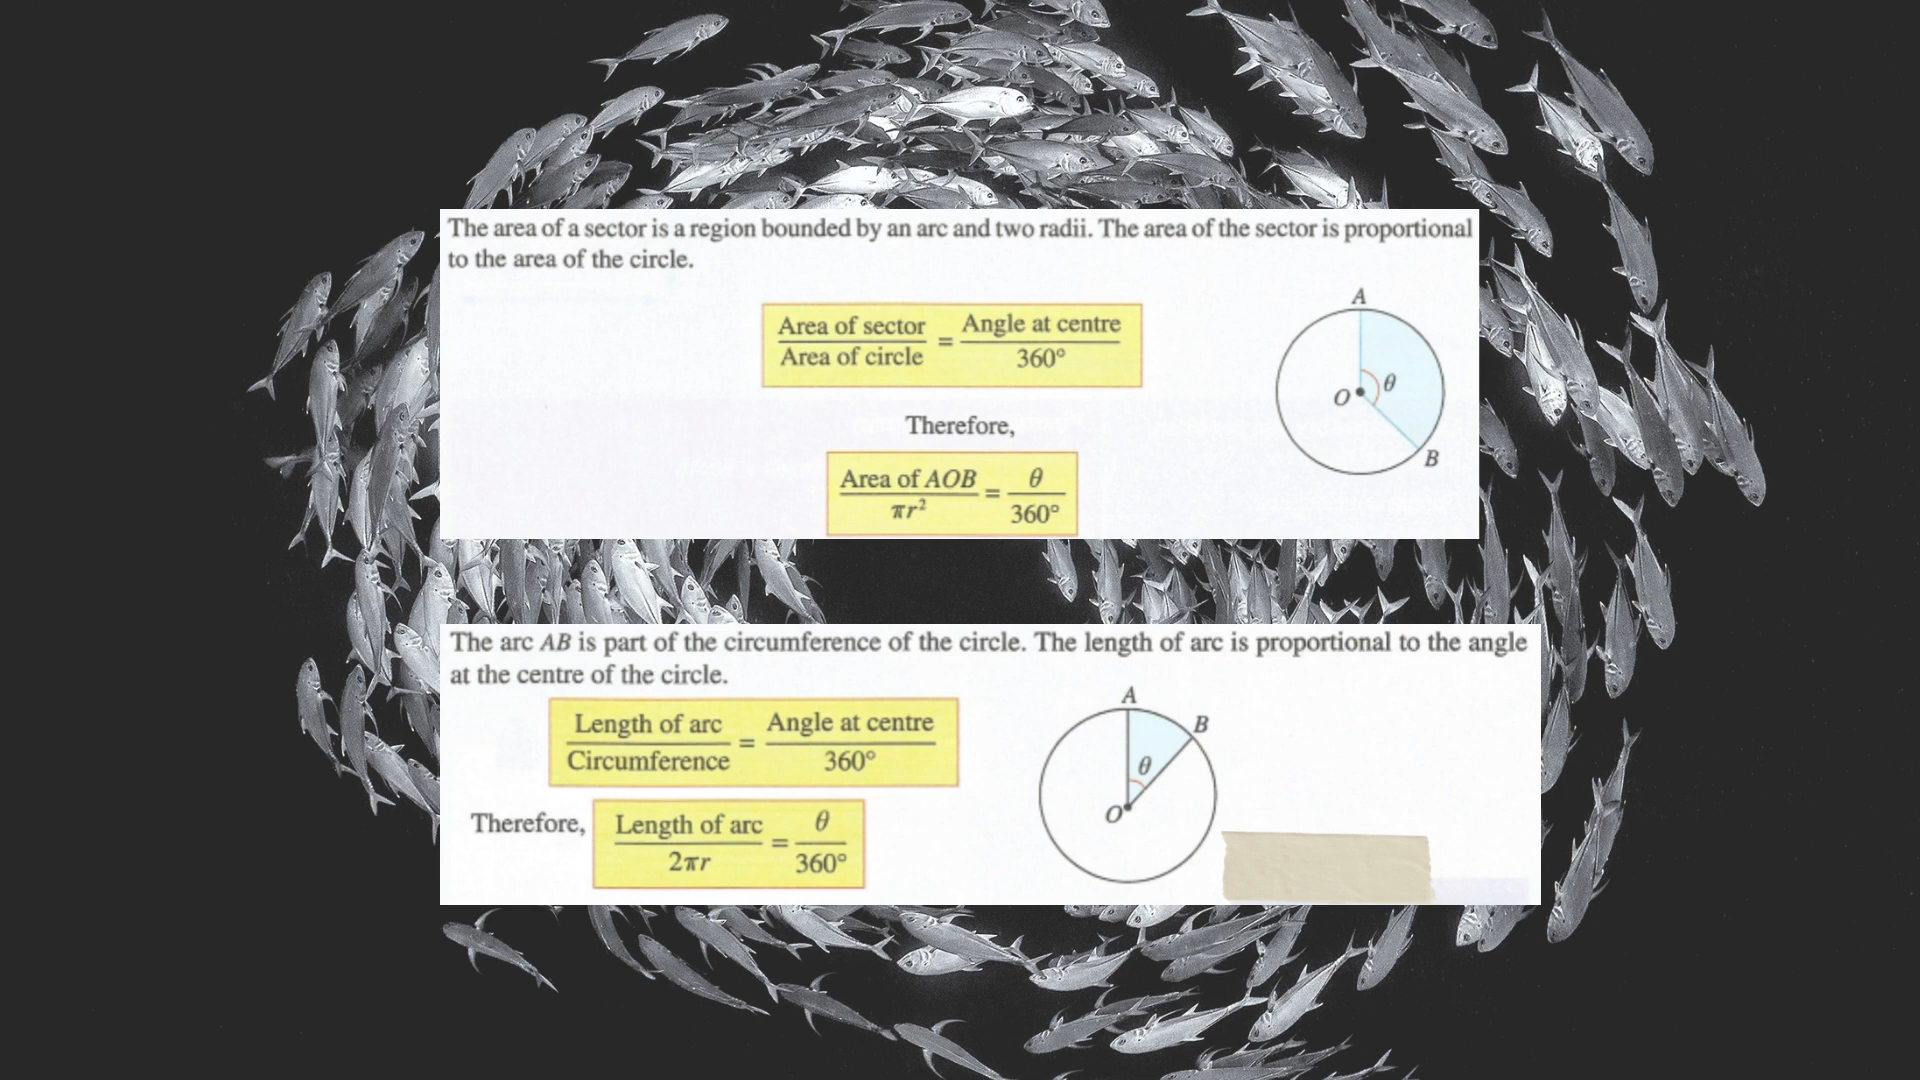 The area of a sector is a region bounded by an arc and two radii. The area of the sector is proportional
to the area of the circle.
Area of sector / Area of circle = Angle at centre / 360°
A
θ
O
B
Therefore,
Area of AOB / πr² = θ / 360°
The arc AB is part of the circumference of the circle. The length of arc is proportional to the angle
at the centre of the circle.
Length of arc / Circumference = Angle at centre / 360°
A
B
θ
O
Therefore, Length of arc / 2πr = θ / 360°